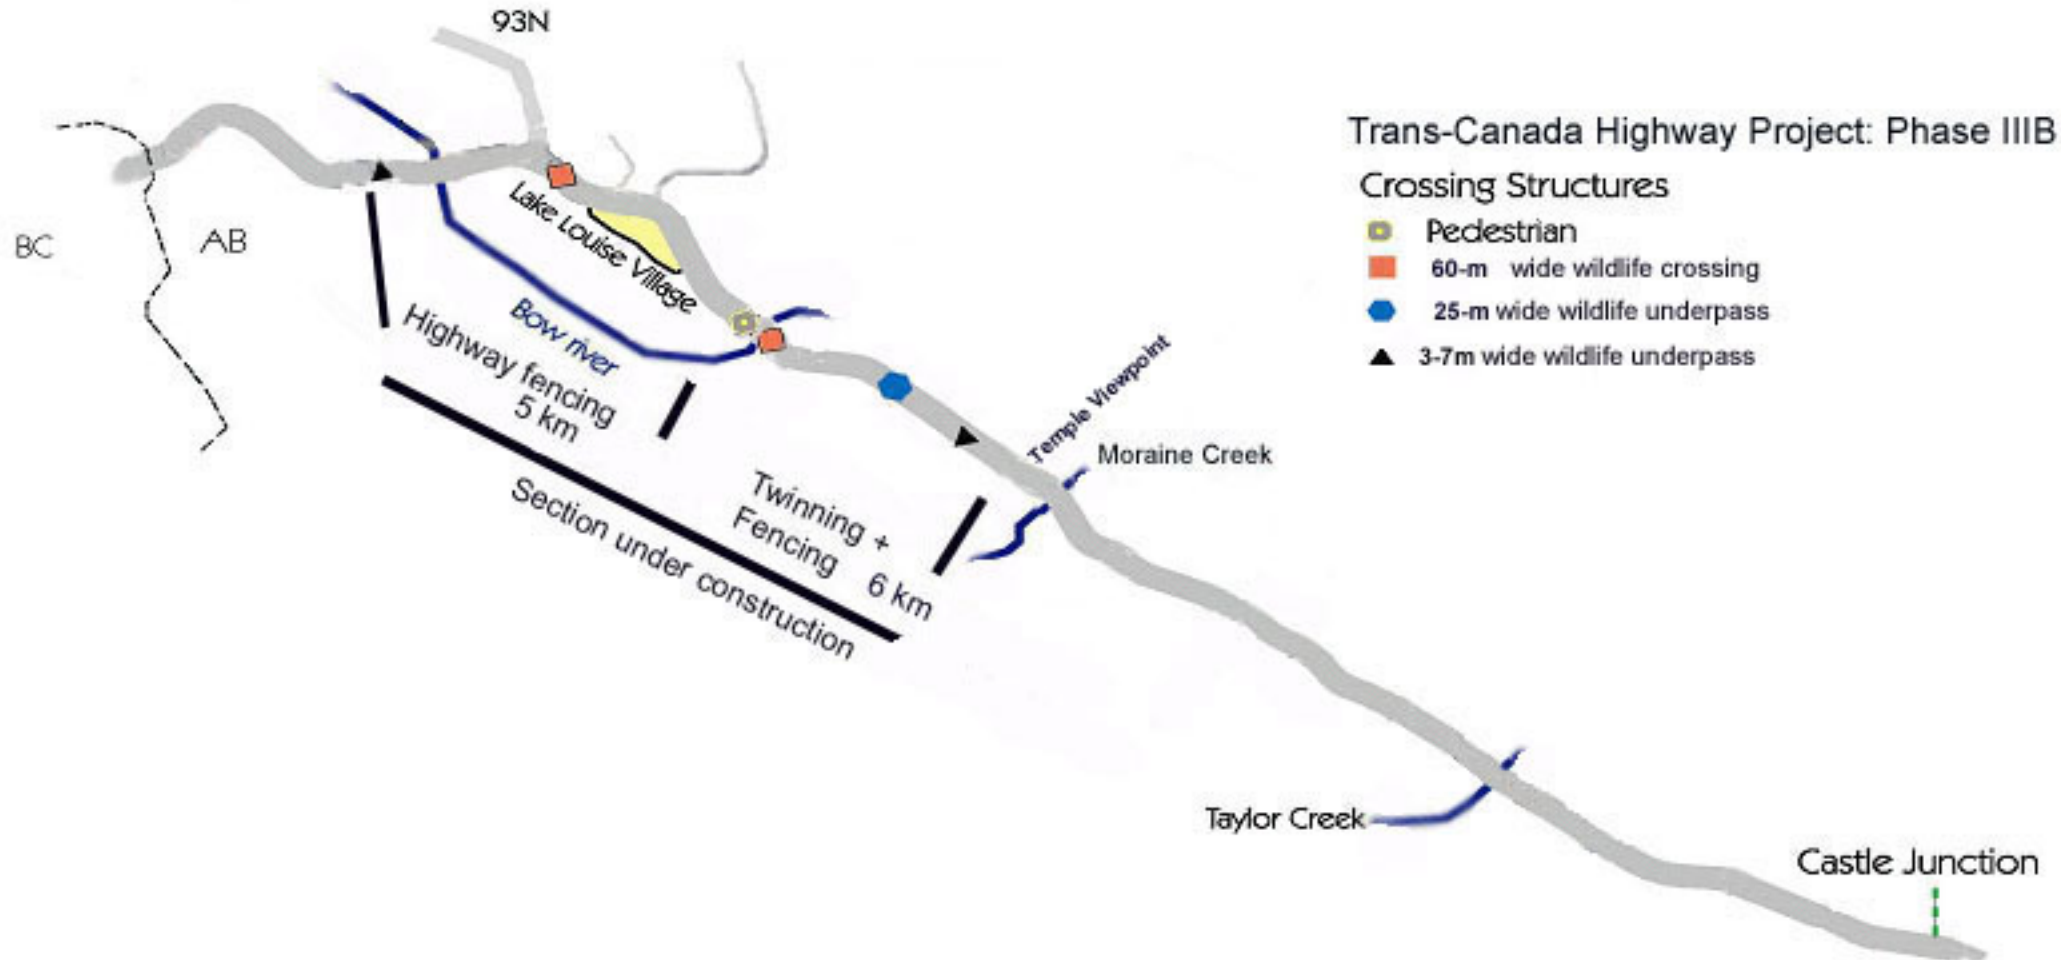 93N
Trans-Canada Highway Project: Phase IIIB
Crossing Structures
Pedestrian
60-m wide wildlife crossing
25-m wide wildlife underpass
3-7m wide wildlife underpass
BC
AB
Lake Louise Village
Bow river
Highway fencing
5 km
Temple Viewpoint
Moraine Creek
Twinning +
Fencing 6 km
Section under construction
Taylor Creek
Castle Junction